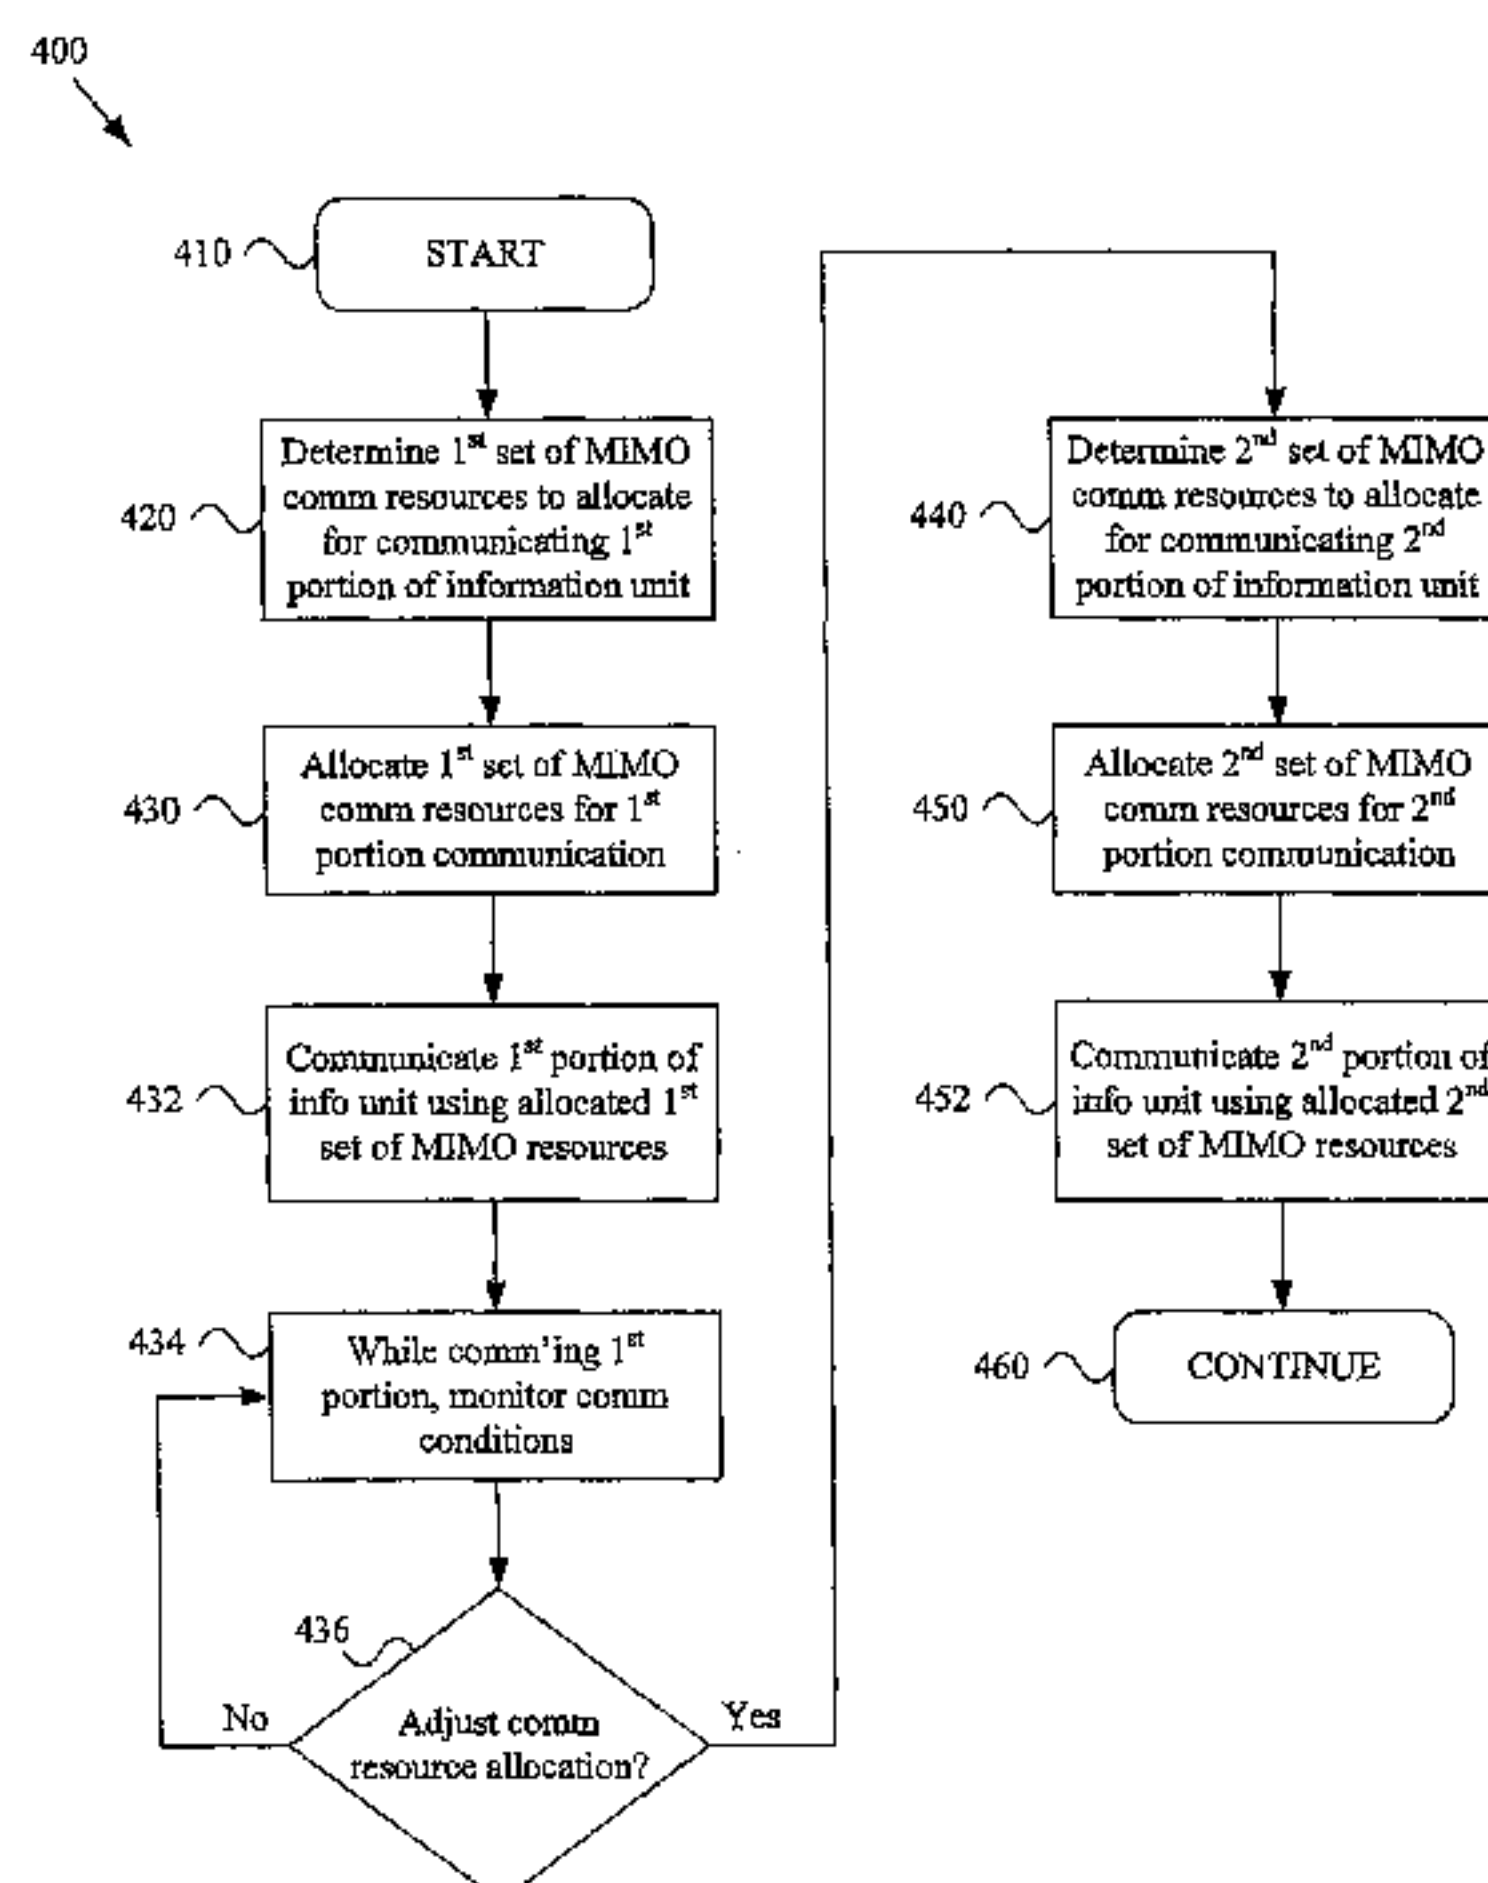 400
410
START
420
Determine 1st set of MIMO
comm resources to allocate
for communicating 1st
portion of information unit
430
Allocate 1st set of MIMO
comm resources for 1st
portion communication
432
Communicate 1st portion of
info unit using allocated 1st
set of MIMO resources
434
While comm'ing 1st
portion, monitor comm
conditions
436
No
Adjust comm
resource allocation?
Yes
440
Determine 2nd set of MIMO
comm resources to allocate
for communicating 2nd
portion of information unit
450
Allocate 2nd set of MIMO
comm resources for 2nd
portion communication
452
Communicate 2nd portion of
info unit using allocated 2nd
set of MIMO resources
460
CONTINUE